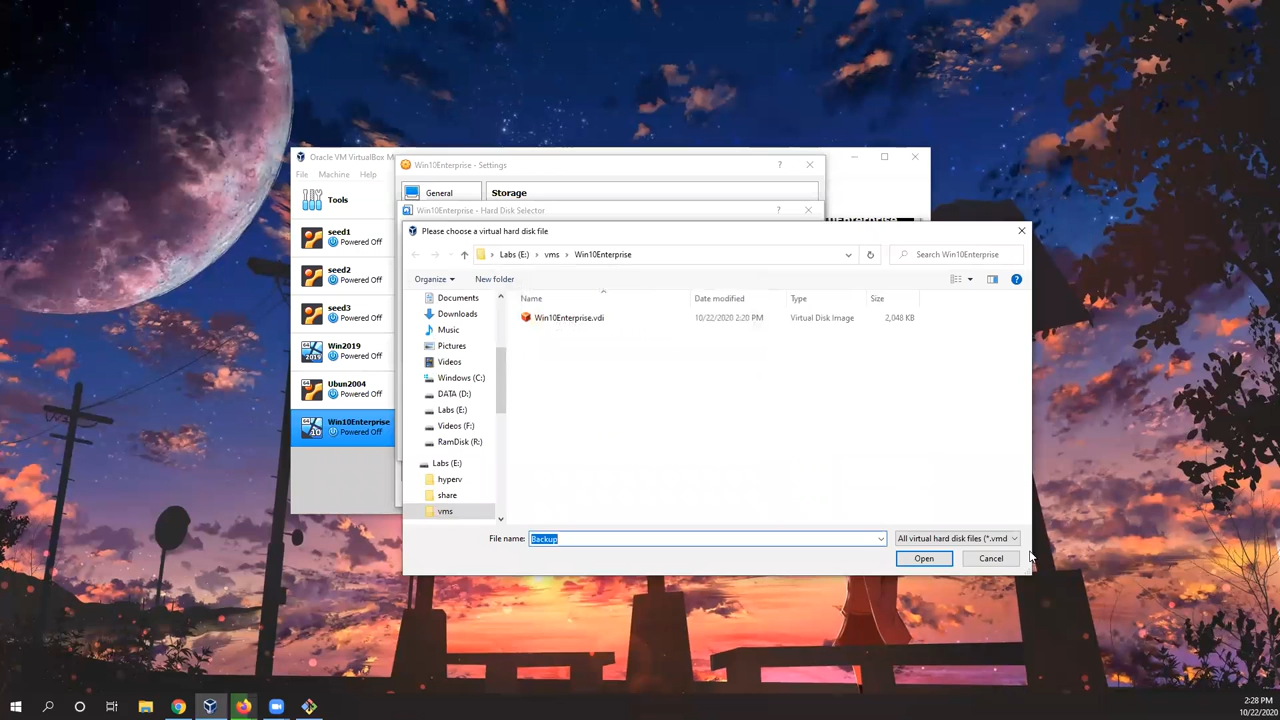 Oracle VM VirtualBox M
File Machine Help
Tools
seed1
Powered Off
seed2
Powered Off
seed3
Powered Off
Win2019
Powered Off
Ubun2004
Powered Off
Win10Enterprise
Powered Off
Win10Enterprise - Settings
General
Storage
Win10Enterprise - Hard Disk Selector
Please choose a virtual hard disk file
Labs (E:) › vms › Win10Enterprise
Search Win10Enterprise
Organize
New folder
Documents
Downloads
Music
Pictures
Videos
Windows (C:)
DATA (D:)
Labs (E:)
Videos (F:)
RamDisk (R:)
Labs (E:)
hyperv
share
vms
Name Date modified Type Size
Win10Enterprise.vdi 10/22/2020 2:20 PM Virtual Disk Image 2,048 KB
File name: Backup
All virtual hard disk files (*.vmd
Open
Cancel
2:28 PM
10/22/2020